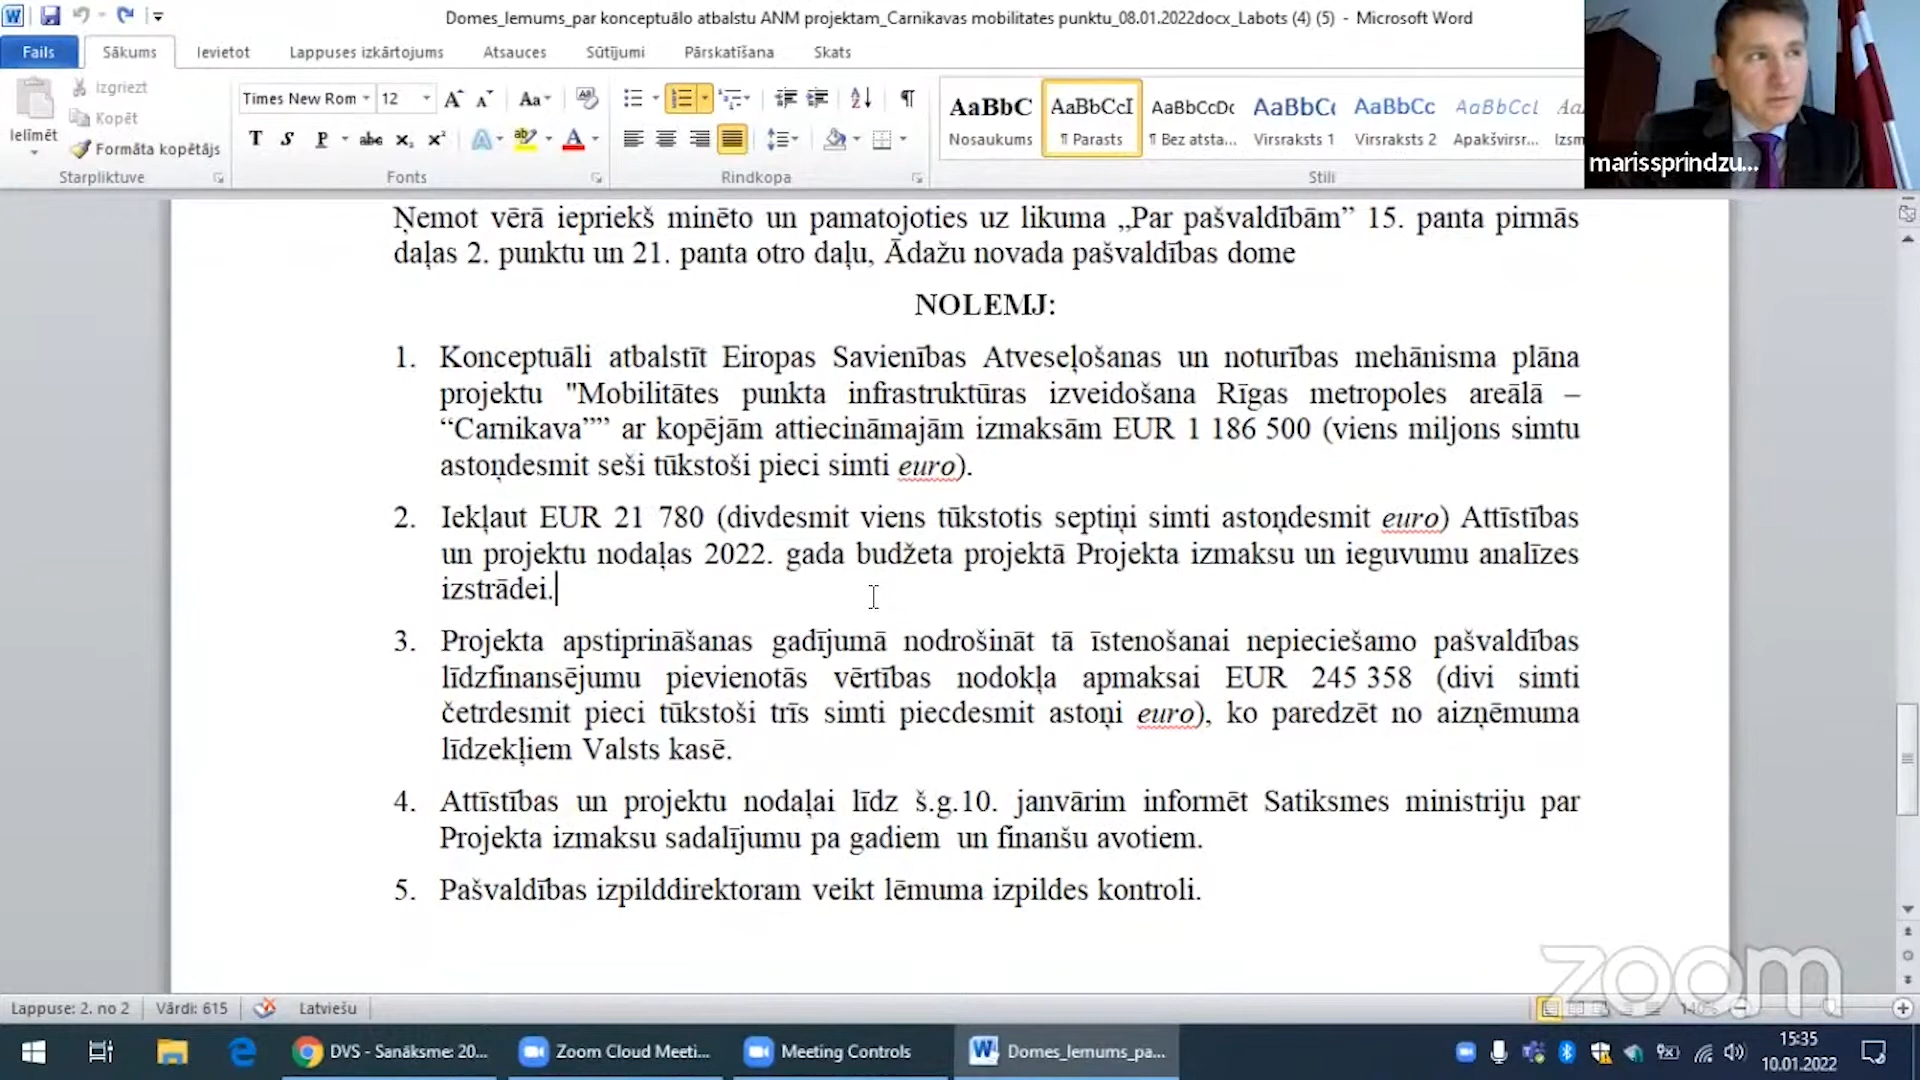 Domes_lemums_par konceptuālo atbalstu ANM projektam_Carnikavas mobilitates punktu_08.01.2022docx_Labots (4) (5) - Microsoft Word
Fails Sākums Ievietot Lappuses izkārtojums Atsauces Sūtījumi Pārskatīšana Skats
Ielīmēt
Izgriezt
Kopēt
Formāta kopētājs
Starpliktuve
Times New Rom 12
Fonts
Rindkopa
AaBbC AaBbCcI AaBbCcDc AaBbC AaBbCc AaBbCcL Aa
Nosaukums ¶ Parasts ¶ Bez atsta... Virsraksts 1 Virsraksts 2 Apakšvirsr... Izsm
Stili
marissprindzu...
Ņemot vērā iepriekš minēto un pamatojoties uz likuma „Par pašvaldībām” 15. panta pirmās
daļas 2. punktu un 21. panta otro daļu, Ādažu novada pašvaldības dome
NOLEMJ:
1. Konceptuāli atbalstīt Eiropas Savienības Atveseļošanas un noturības mehānisma plāna
projektu "Mobilitātes punkta infrastruktūras izveidošana Rīgas metropoles areālā –
“Carnikava”” ar kopējām attiecināmajām izmaksām EUR 1 186 500 (viens miljons simtu
astoņdesmit seši tūkstoši pieci simti euro).
2. Iekļaut EUR 21 780 (divdesmit viens tūkstotis septiņi simti astoņdesmit euro) Attīstības
un projektu nodaļas 2022. gada budžeta projektā Projekta izmaksu un ieguvumu analīzes
izstrādei.
3. Projekta apstiprināšanas gadījumā nodrošināt tā īstenošanai nepieciešamo pašvaldības
līdzfinansējumu pievienotās vērtības nodokļa apmaksai EUR 245 358 (divi simti
četrdesmit pieci tūkstoši trīs simti piecdesmit astoņi euro), ko paredzēt no aizņēmuma
līdzekļiem Valsts kasē.
4. Attīstības un projektu nodaļai līdz š.g.10. janvārim informēt Satiksmes ministriju par
Projekta izmaksu sadalījumu pa gadiem un finanšu avotiem.
5. Pašvaldības izpilddirektoram veikt lēmuma izpildes kontroli.
zoom
Lappuse: 2. no 2 Vārdi: 615 Latviešu
DVS - Sanāksme: 20... Zoom Cloud Meeti... Meeting Controls Domes_lemums_pa...
15:35
10.01.2022